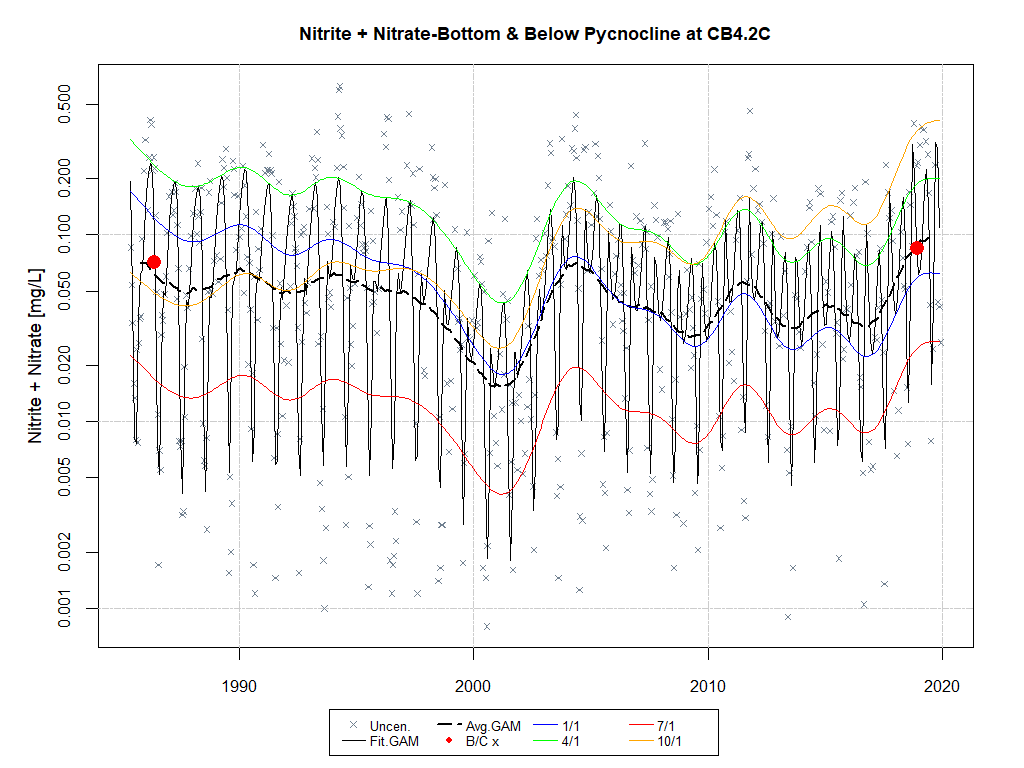 Nitrite + Nitrate-Bottom & Below Pycnocline at CB4.2C
Nitrite + Nitrate [mg/L]
0.500
0.200
0.100
0.050
0.020
0.010
0.005
0.002
0.001
1990 2000 2010 2020
Uncen. Avg.GAM 1/1 7/1
Fit.GAM B/C x 4/1 10/1